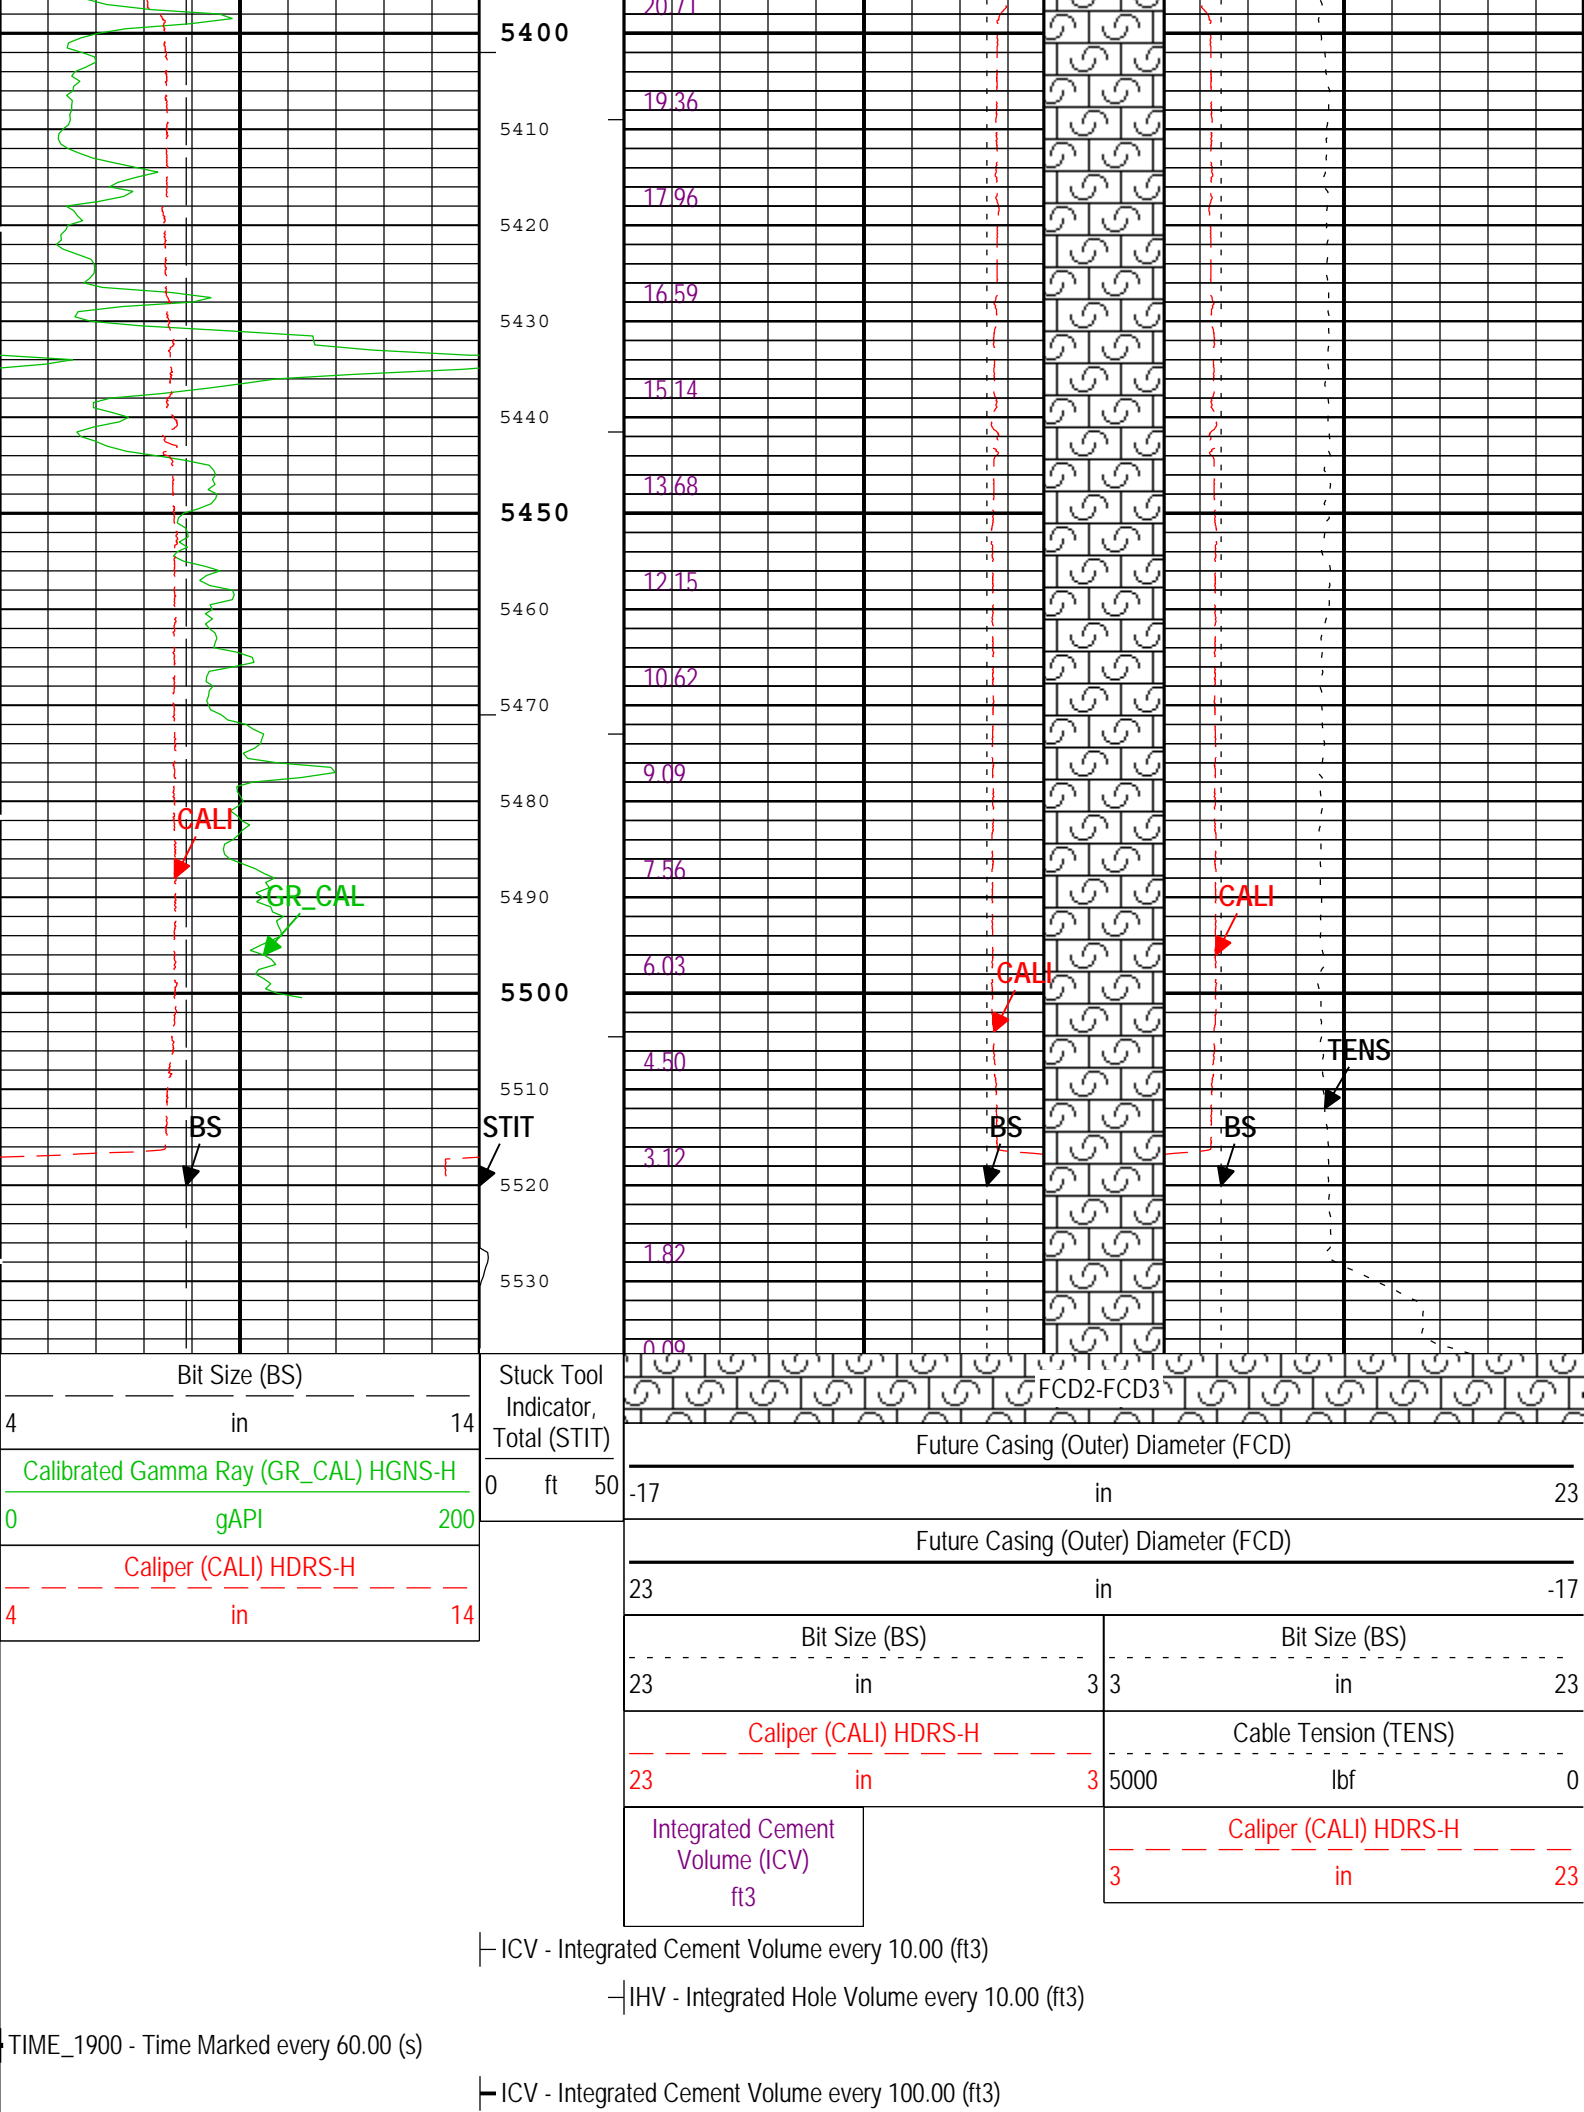 20.71
5400
19.36
5410
17.96
5420
16.59
5430
15.14
5440
13.68
5450
12.15
5460
10.62
5470
9.09
5480
CALI
7.56
GR_CAL
5490
CALI
6.03
CALI
5500
TENS
4.50
5510
BS
STIT
BS
BS
3.12
5520
1.82
5530
0.09
Bit Size (BS)
4 in 14
Calibrated Gamma Ray (GR_CAL) HGNS-H
0 gAPI 200
Caliper (CALI) HDRS-H
4 in 14
Stuck Tool
Indicator,
Total (STIT)
0 ft 50
FCD2-FCD3
Future Casing (Outer) Diameter (FCD)
-17 in 23
Future Casing (Outer) Diameter (FCD)
23 in -17
Bit Size (BS)
23 in 3
Bit Size (BS)
3 in 23
Caliper (CALI) HDRS-H
23 in 3
Cable Tension (TENS)
5000 lbf 0
Integrated Cement
Volume (ICV)
ft3
Caliper (CALI) HDRS-H
3 in 23
ICV - Integrated Cement Volume every 10.00 (ft3)
IHV - Integrated Hole Volume every 10.00 (ft3)
TIME_1900 - Time Marked every 60.00 (s)
ICV - Integrated Cement Volume every 100.00 (ft3)